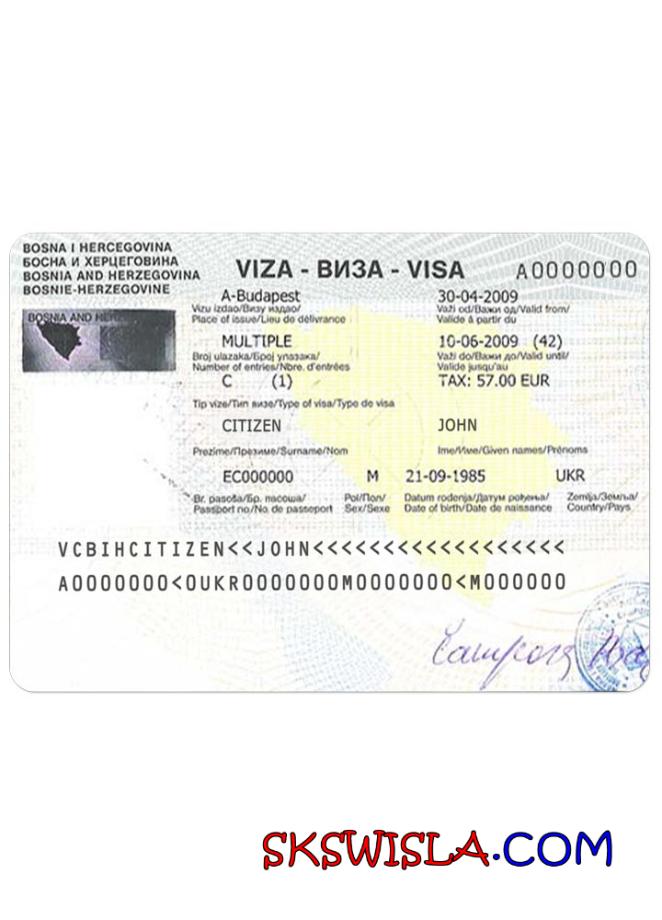 BOSNA I HERCEGOVINA
БОСНА И ХЕРЦЕГОВИНА
BOSNIA AND HERZEGOVINA
BOSNIE-HERZEGOVINE
VIZA - ВИЗА - VISA
A0000000
BOSNIA AND HE
A-Budapest
Vizu izdao/Визу издао/
Place of issue/Lieu de délivrance
30-04-2009
Važi od/Важи од/Valid from/
Valide à partir du
MULTIPLE
Broj ulazaka/Број улазака/
Number of entries/Nbre. d'entrées
10-06-2009 (42)
Važi do/Важи до/Valid until/
Valide jusqu'au
C (1)
TAX: 57.00 EUR
Tip vize/Тип визе/Type of visa/Type de visa
CITIZEN
JOHN
Prezime/Презиме/Surname/Nom
Ime/Име/Given names/Prénoms
EC000000
M
21-09-1985
UKR
Br. pasoša/Бр. пасоша/
Passport no/No. de passeport
Pol/Пол/
Sex/Sexe
Datum rođenja/Датум рођења/
Date of birth/Date de naissance
Zemlja/Земља/
Country/Pays
VCBIHCITIZEN<<JOHN<<<<<<<<<<<<<<<<<<
A0000000<0UKR0000000M0000000<M000000
SKSWISLA.COM